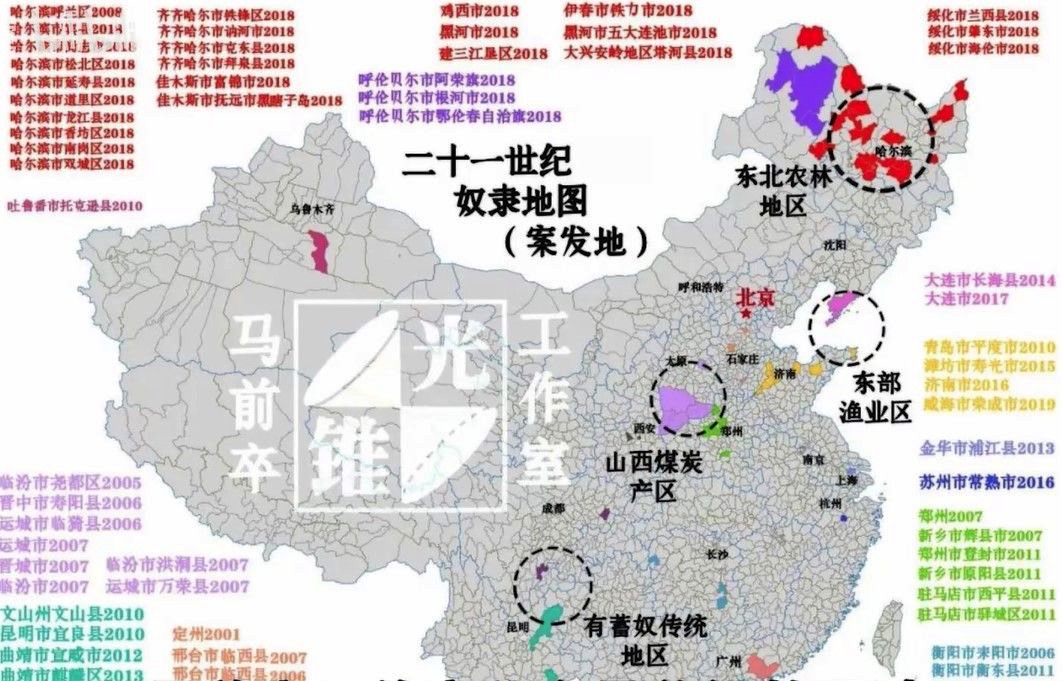 哈尔滨呼兰区2008
哈尔滨市松北区2018
哈尔滨市延寿县2018
哈尔滨市道里区2018
哈尔滨市龙江县2018
哈尔滨市香坊区2018
哈尔滨市南岗区2018
哈尔滨市双城区2018
齐齐哈尔市铁锋区2018
齐齐哈尔市讷河市2018
齐齐哈尔市克东县2018
齐齐哈尔市拜泉县2018
佳木斯市富锦市2018
佳木斯市抚远市黑瞎子岛2018
鸡西市2018
黑河市2018
建三江垦区2018
伊春市铁力市2018
黑河市五大连池市2018
大兴安岭地区塔河县2018
绥化市兰西县2018
绥化市肇东市2018
绥化市海伦市2018
呼伦贝尔市阿荣旗2018
呼伦贝尔市根河市2018
呼伦贝尔市鄂伦春自治旗2018
二十一世纪
奴隶地图
（案发地）
吐鲁番市托克逊县2010
乌鲁木齐
哈尔滨
东北农林
地区
沈阳
呼和浩特
北京
大连市长海县2014
大连市2017
马前卒
光锥
工作室
太原
石家庄
济南
东部
渔业区
青岛市平度市2010
潍坊市寿光市2015
济南市2016
威海市荣成市2019
西安
郑州
山西煤炭
产区
金华市浦江县2013
苏州市常熟市2016
南京
上海
杭州
成都
长沙
临汾市尧都区2005
晋中市寿阳县2006
运城市临猗县2006
运城市2007
晋城市2007
临汾市洪洞县2007
临汾市2007
运城市万荣县2007
郑州2007
新乡市辉县市2007
郑州市登封市2011
新乡市原阳县2011
驻马店市西平县2011
驻马店市驿城区2011
文山州文山县2010
昆明市宜良县2010
曲靖市宣威市2012
曲靖市麒麟区2013
定州2001
邢台市临西县2007
邢台市临西县2006
昆明
有蓄奴传统
地区
广州
衡阳市耒阳市2006
衡阳市衡东县2011